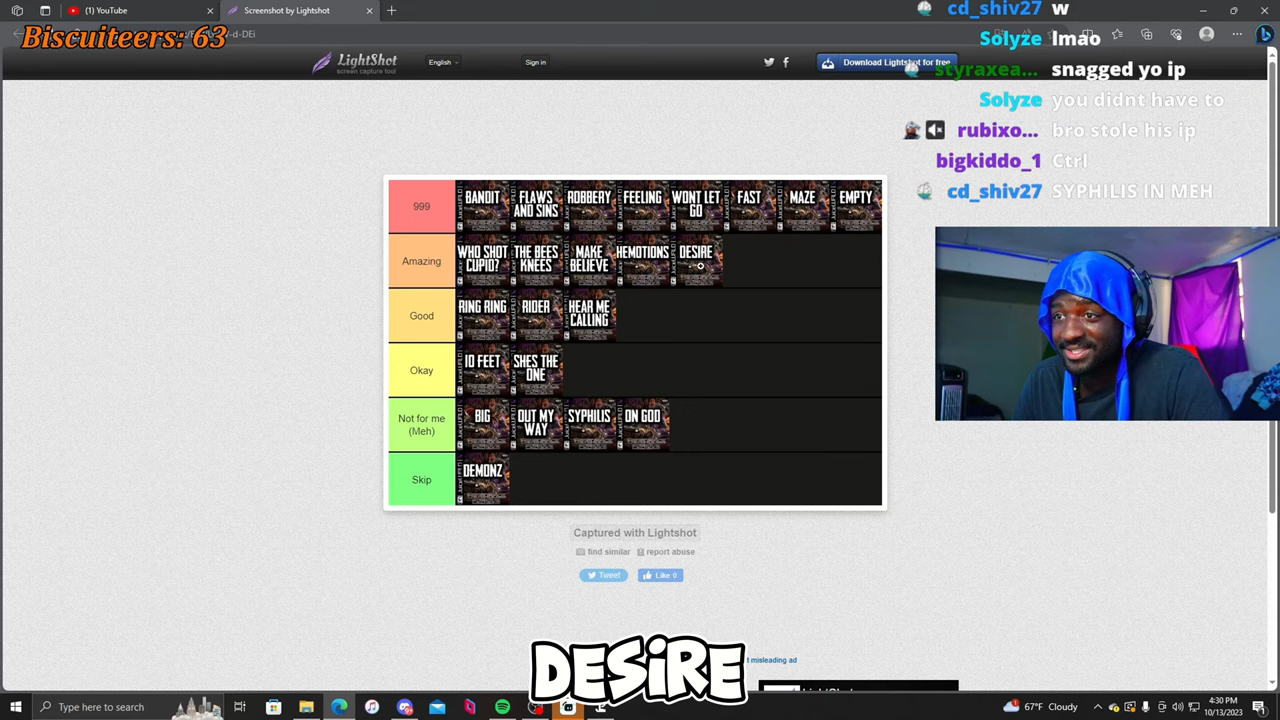 (1) YouTube
Screenshot by Lightshot
Biscuiteers: 63
cd_shiv27 w
Solyze lmao
styraxea... snagged yo ip
Solyze you didnt have to
rubixo... bro stole his ip
bigkiddo_1 Ctrl
cd_shiv27 SYPHILIS IN MEH
LightShot
screen capture tool
English
Sign in
Download Lightshot for free
999
BANDIT
FLAWS AND SINS
ROBBERY
FEELING
WONT LET GO
FAST
MAZE
EMPTY
Amazing
WHO SHOT CUPID?
THE BEES KNEES
MAKE BELIEVE
HEMOTIONS
DESIRE
Good
RING RING
RIDER
HEAR ME CALLING
Okay
10 FEET
SHES THE ONE
Not for me
(Meh)
BIG
OUT MY WAY
SYPHILIS
ON GOD
Skip
DEMONZ
Captured with Lightshot
find similar
report abuse
Tweet
Like 0
DESIRE
t misleading ad
Type here to search
67°F Cloudy
4:30 PM
10/13/2023